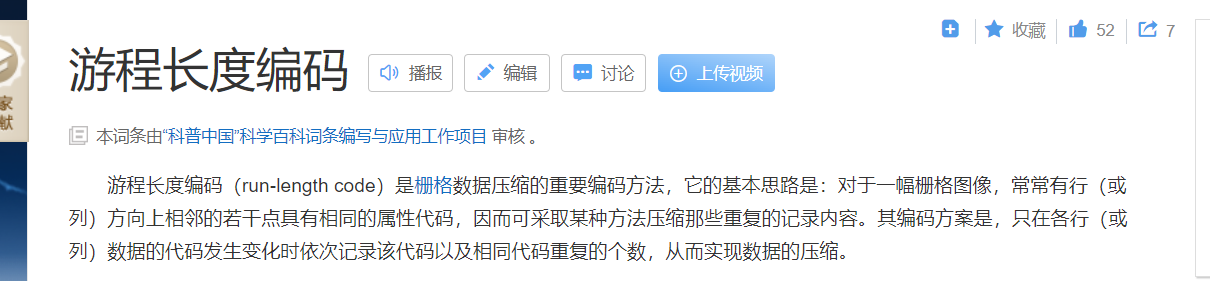 收藏 52 7
游程长度编码 播报 编辑 讨论 上传视频
家
献
本词条由“科普中国”科学百科词条编写与应用工作项目 审核 。
游程长度编码（run-length code）是栅格数据压缩的重要编码方法，它的基本思路是：对于一幅栅格图像，常常有行（或
列）方向上相邻的若干点具有相同的属性代码，因而可采取某种方法压缩那些重复的记录内容。其编码方案是，只在各行（或
列）数据的代码发生变化时依次记录该代码以及相同代码重复的个数，从而实现数据的压缩。